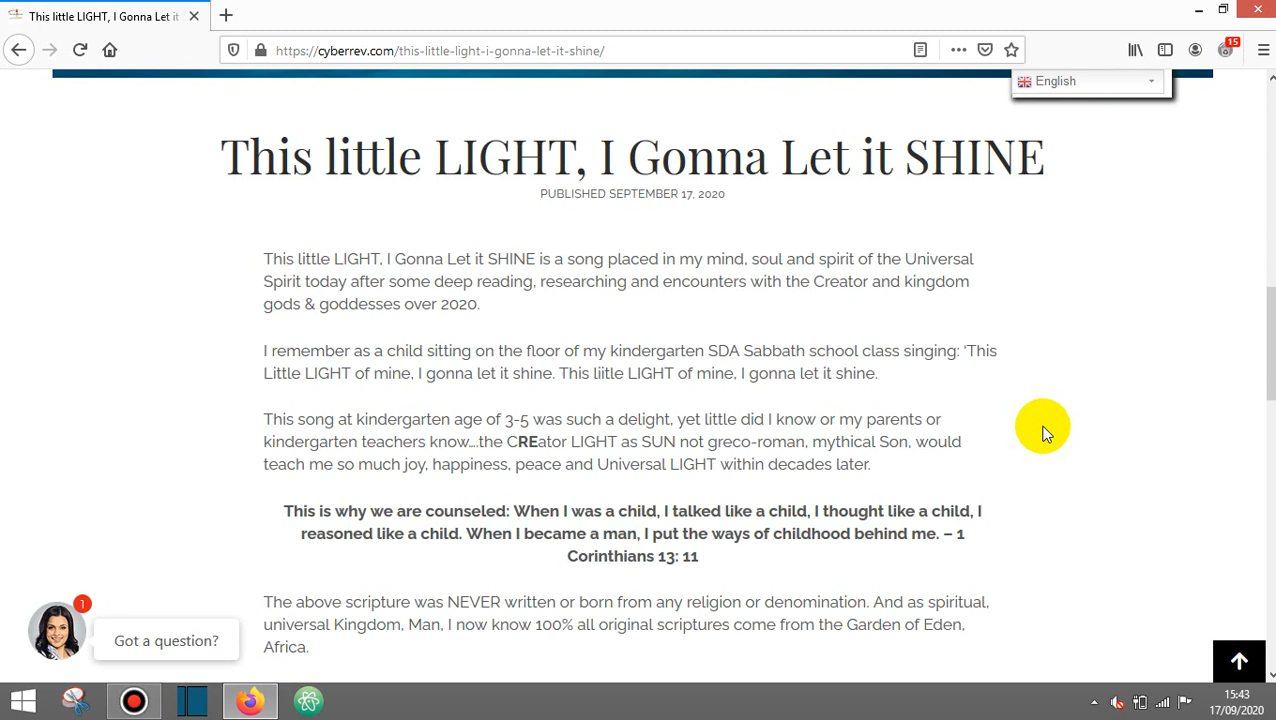 This little LIGHT, I Gonna Let it
https://cyberrev.com/this-little-light-i-gonna-let-it-shine/
15
English
This little LIGHT, I Gonna Let it SHINE
PUBLISHED SEPTEMBER 17, 2020
This little LIGHT, I Gonna Let it SHINE is a song placed in my mind, soul and spirit of the Universal
Spirit today after some deep reading, researching and encounters with the Creator and kingdom
gods & goddesses over 2020.
I remember as a child sitting on the floor of my kindergarten SDA Sabbath school class singing: ‘This
Little LIGHT of mine, I gonna let it shine. This liitle LIGHT of mine, I gonna let it shine.
This song at kindergarten age of 3-5 was such a delight, yet little did I know or my parents or
kindergarten teachers know….the CREator LIGHT as SUN not greco-roman, mythical Son, would
teach me so much joy, happiness, peace and Universal LIGHT within decades later.
This is why we are counseled: When I was a child, I talked like a child, I thought like a child, I
reasoned like a child. When I became a man, I put the ways of childhood behind me. – 1
Corinthians 13: 11
The above scripture was NEVER written or born from any religion or denomination. And as spiritual,
universal Kingdom, Man, I now know 100% all original scriptures come from the Garden of Eden,
Africa.
1
Got a question?
15:43
17/09/2020